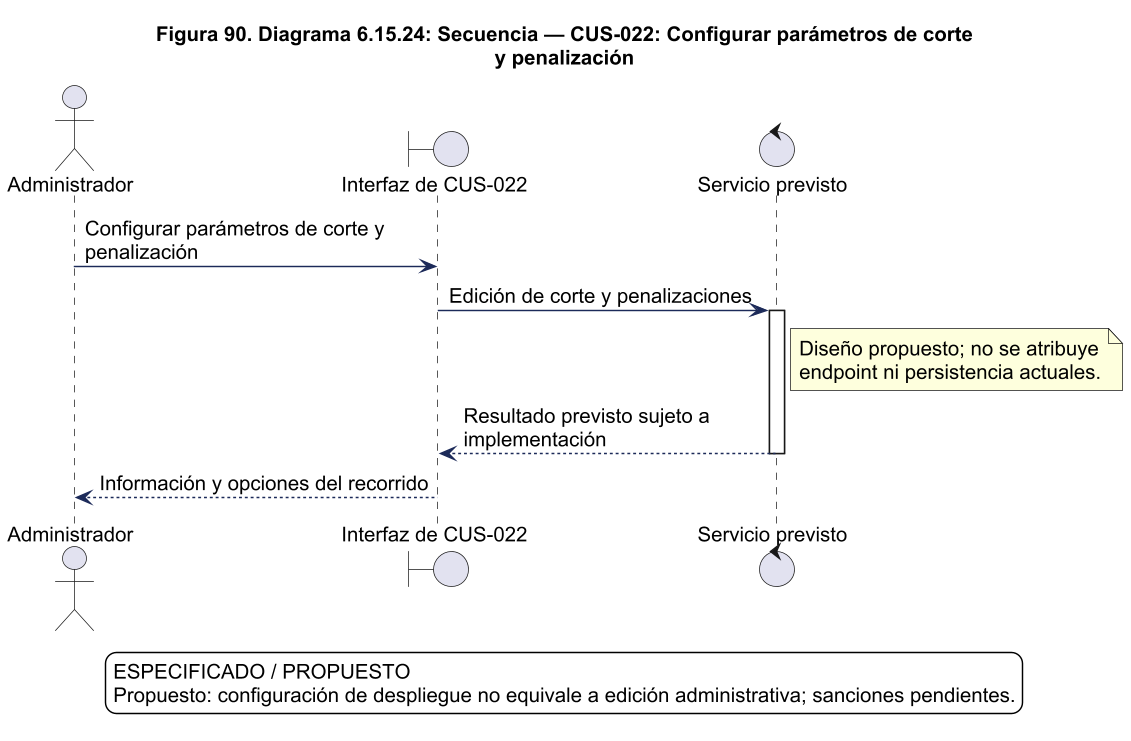 Figura 90. Diagrama 6.15.24: Secuencia — CUS-022: Configurar parámetros de corte
y penalización
Administrador
Interfaz de CUS-022
Servicio previsto
Configurar parámetros de corte y
penalización
Edición de corte y penalizaciones
Diseño propuesto; no se atribuye
endpoint ni persistencia actuales.
Resultado previsto sujeto a
implementación
Información y opciones del recorrido
Administrador
Interfaz de CUS-022
Servicio previsto
ESPECIFICADO / PROPUESTO
Propuesto: configuración de despliegue no equivale a edición administrativa; sanciones pendientes.